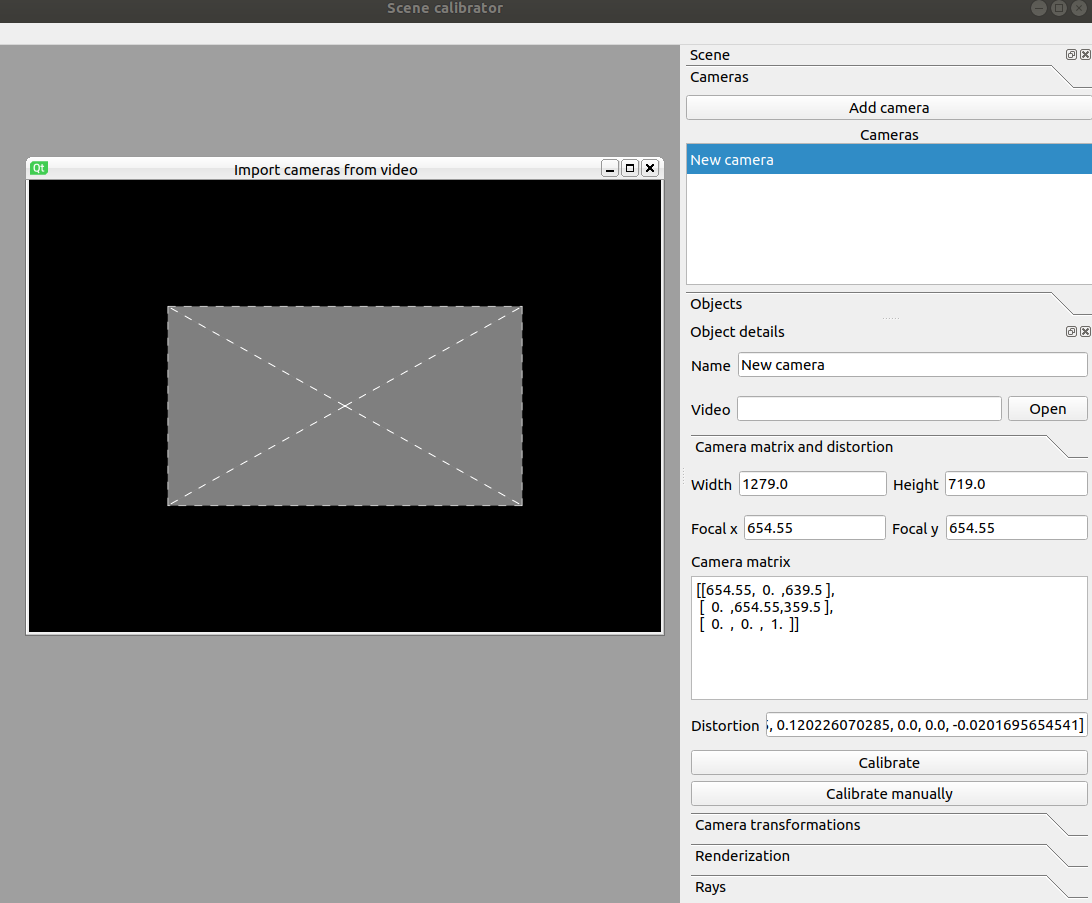 Scene calibrator
Qt
Import cameras from video
Scene
Cameras
Add camera
Cameras
New camera
Objects
Object details
Name New camera
Video Open
Camera matrix and distortion
Width 1279.0 Height 719.0
Focal x 654.55 Focal y 654.55
Camera matrix
[[654.55, 0. ,639.5 ],
[ 0. ,654.55,359.5 ],
[ 0. , 0. , 1. ]]
Distortion , 0.120226070285, 0.0, 0.0, -0.0201695654541]
Calibrate
Calibrate manually
Camera transformations
Renderization
Rays